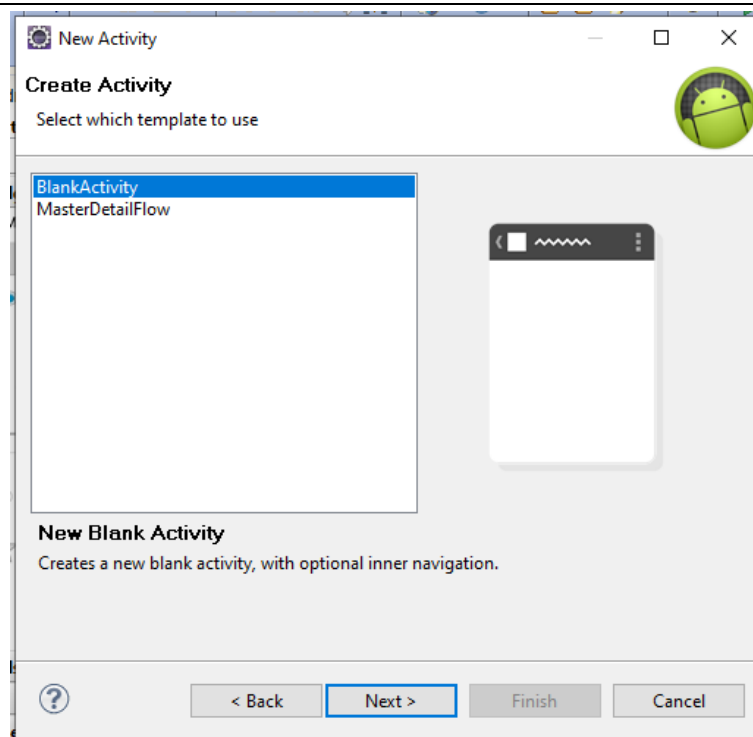 New Activity
Create Activity
Select which template to use
BlankActivity
MasterDetailFlow
New Blank Activity
Creates a new blank activity, with optional inner navigation.
?
< Back
Next >
Finish
Cancel